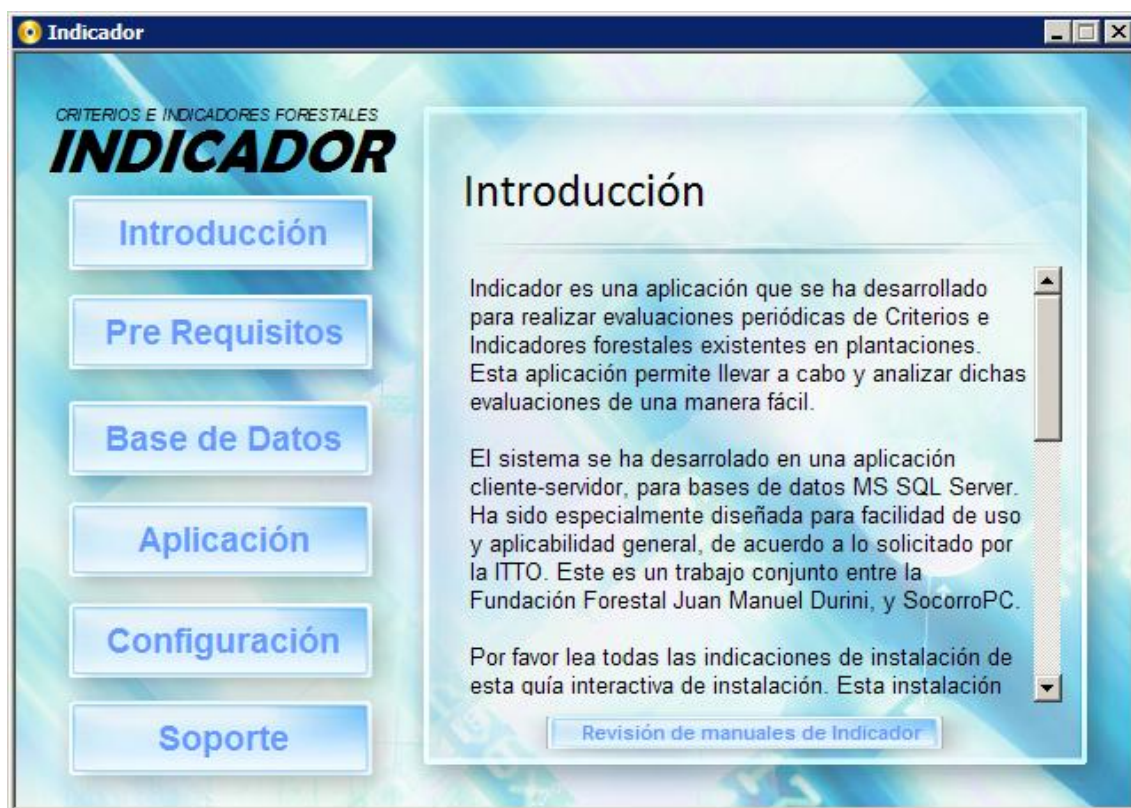 Indicador
CRITERIOS E INDICADORES FORESTALES
INDICADOR
Introducción
Pre Requisitos
Base de Datos
Aplicación
Configuración
Soporte
Introducción
Indicador es una aplicación que se ha desarrollado
para realizar evaluaciones periódicas de Criterios e
Indicadores forestales existentes en plantaciones.
Esta aplicación permite llevar a cabo y analizar dichas
evaluaciones de una manera fácil.
El sistema se ha desarrolado en una aplicación
cliente-servidor, para bases de datos MS SQL Server.
Ha sido especialmente diseñada para facilidad de uso
y aplicabilidad general, de acuerdo a lo solicitado por
la ITTO. Este es un trabajo conjunto entre la
Fundación Forestal Juan Manuel Durini, y SocorroPC.
Por favor lea todas las indicaciones de instalación de
esta guía interactiva de instalación. Esta instalación
Revisión de manuales de Indicador